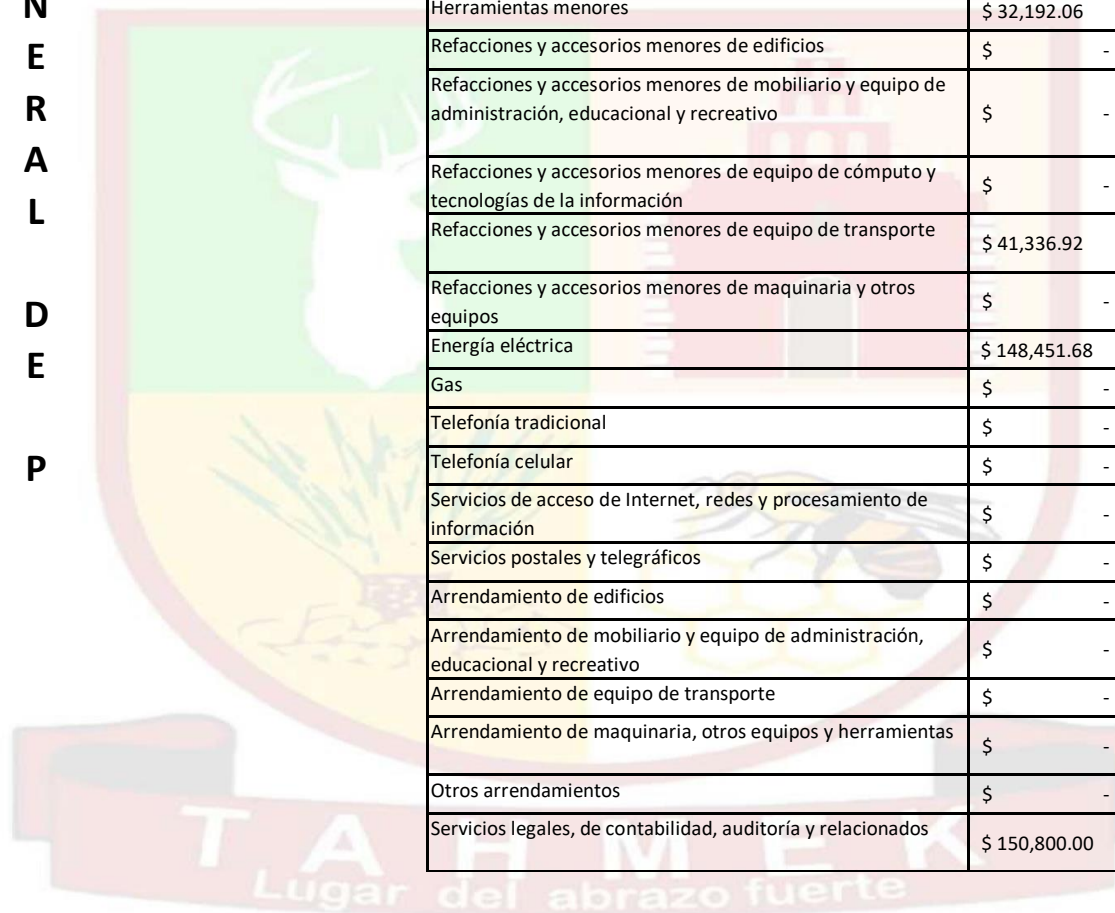 N
E
R
A
L
D
E
P
Herramientas menores $ 32,192.06
Refacciones y accesorios menores de edificios $ -
Refacciones y accesorios menores de mobiliario y equipo de
administración, educacional y recreativo $ -
Refacciones y accesorios menores de equipo de cómputo y
tecnologías de la información $ -
Refacciones y accesorios menores de equipo de transporte $ 41,336.92
Refacciones y accesorios menores de maquinaria y otros
equipos $ -
Energía eléctrica $ 148,451.68
Gas $ -
Telefonía tradicional $ -
Telefonía celular $ -
Servicios de acceso de Internet, redes y procesamiento de
información $ -
Servicios postales y telegráficos $ -
Arrendamiento de edificios $ -
Arrendamiento de mobiliario y equipo de administración,
educacional y recreativo $ -
Arrendamiento de equipo de transporte $ -
Arrendamiento de maquinaria, otros equipos y herramientas $ -
Otros arrendamientos $ -
Servicios legales, de contabilidad, auditoría y relacionados $ 150,800.00
TAHMEK
Lugar del abrazo fuerte